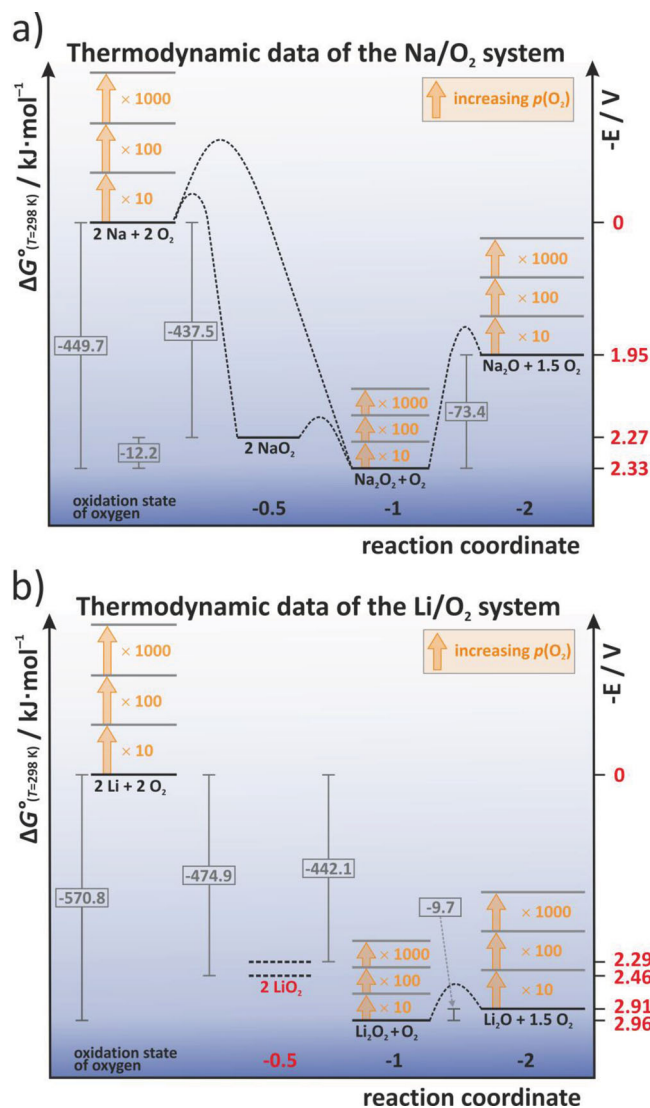 a)
Thermodynamic data of the Na/O₂ system
ΔG°(T=298 K) / kJ·mol⁻¹
-E / V
increasing p(O₂)
× 1000
× 100
× 10
2 Na + 2 O₂
0
× 1000
× 100
× 10
Na₂O + 1.5 O₂
1.95
-437.5
-449.7
-73.4
× 1000
× 100
× 10
2 NaO₂
2.27
-12.2
Na₂O₂ + O₂
2.33
oxidation state
of oxygen
-0.5
-1
-2
reaction coordinate
b)
Thermodynamic data of the Li/O₂ system
ΔG°(T=298 K) / kJ·mol⁻¹
-E / V
increasing p(O₂)
× 1000
× 100
× 10
2 Li + 2 O₂
0
-442.1
-474.9
-570.8
-9.7
× 1000
× 100
× 10
× 1000
× 100
× 10
2.29
2.46
2 LiO₂
2.91
Li₂O + 1.5 O₂
2.96
Li₂O₂ + O₂
oxidation state
of oxygen
-0.5
-1
-2
reaction coordinate